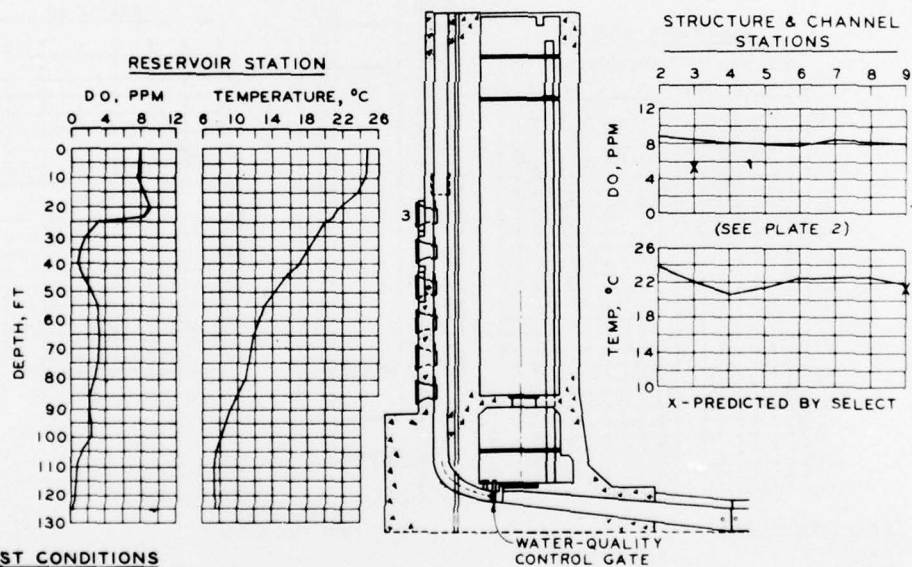 RESERVOIR STATION
DO, PPM
0 4 8 12
TEMPERATURE, °C
6 10 14 18 22 26
DEPTH, FT
0
10
20
30
40
50
60
70
80
90
100
110
120
130
3
WATER-QUALITY
CONTROL GATE
STRUCTURE & CHANNEL
STATIONS
2 3 4 5 6 7 8 9
DO, PPM
12
8
4
0
X
(SEE PLATE 2)
TEMP, °C
26
22
18
14
10
X
X-PREDICTED BY SELECT
ST CONDITIONS